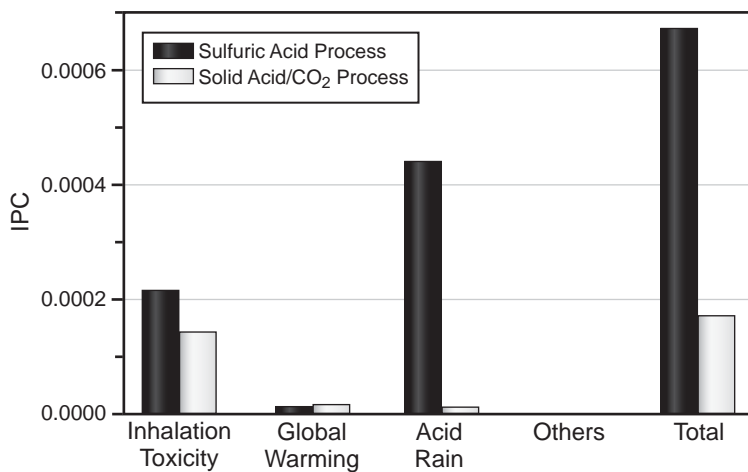 Sulfuric Acid Process
Solid Acid/CO₂ Process
0.0006
0.0004
0.0002
0.0000
IPC
Inhalation
Toxicity
Global
Warming
Acid
Rain
Others
Total